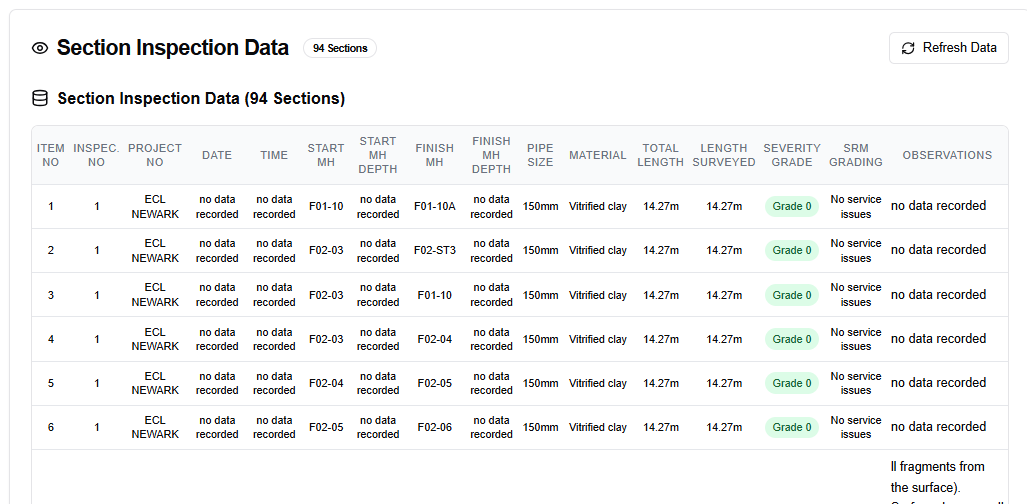 Section Inspection Data 94 Sections Refresh Data
Section Inspection Data (94 Sections)
ITEM NO INSPEC. NO PROJECT NO DATE TIME START MH START MH DEPTH FINISH MH FINISH MH DEPTH PIPE SIZE MATERIAL TOTAL LENGTH LENGTH SURVEYED SEVERITY GRADE SRM GRADING OBSERVATIONS
1 1 ECL NEWARK no data recorded no data recorded F01-10 no data recorded F01-10A no data recorded 150mm Vitrified clay 14.27m 14.27m Grade 0 No service issues no data recorded
2 1 ECL NEWARK no data recorded no data recorded F02-03 no data recorded F02-ST3 no data recorded 150mm Vitrified clay 14.27m 14.27m Grade 0 No service issues no data recorded
3 1 ECL NEWARK no data recorded no data recorded F02-03 no data recorded F01-10 no data recorded 150mm Vitrified clay 14.27m 14.27m Grade 0 No service issues no data recorded
4 1 ECL NEWARK no data recorded no data recorded F02-03 no data recorded F02-04 no data recorded 150mm Vitrified clay 14.27m 14.27m Grade 0 No service issues no data recorded
5 1 ECL NEWARK no data recorded no data recorded F02-04 no data recorded F02-05 no data recorded 150mm Vitrified clay 14.27m 14.27m Grade 0 No service issues no data recorded
6 1 ECL NEWARK no data recorded no data recorded F02-05 no data recorded F02-06 no data recorded 150mm Vitrified clay 14.27m 14.27m Grade 0 No service issues no data recorded
ll fragments from
the surface).